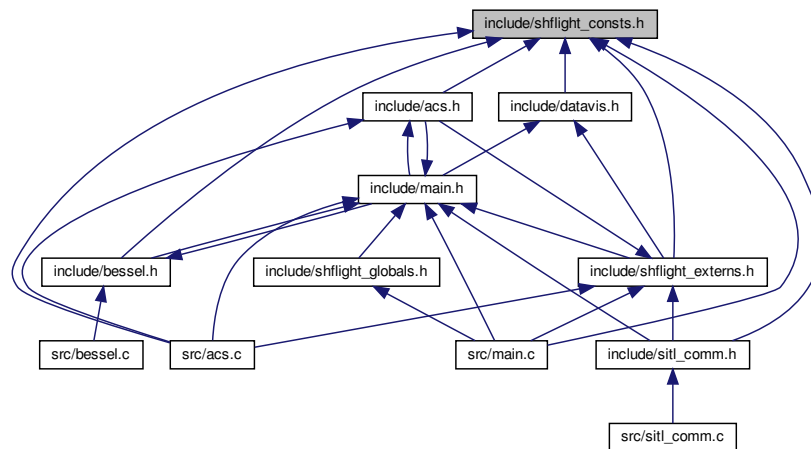 include/shflight_consts.h
include/acs.h
include/datavis.h
include/main.h
include/bessel.h
include/shflight_globals.h
include/shflight_externs.h
src/bessel.c
src/acs.c
src/main.c
include/sitl_comm.h
src/sitl_comm.c